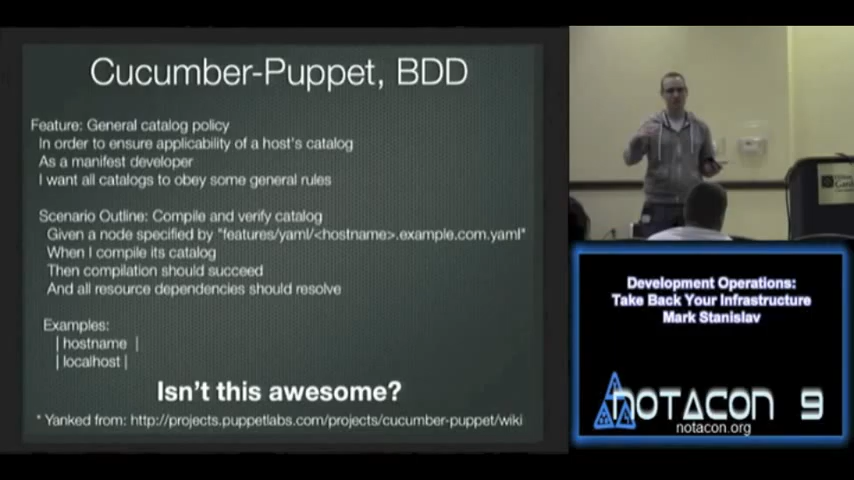 Cucumber-Puppet, BDD
Feature: General catalog policy
In order to ensure applicability of a host's catalog
As a manifest developer
I want all catalogs to obey some general rules
Scenario Outline: Compile and verify catalog
Given a node specified by "features/yaml/<hostname>.example.com.yaml"
When I compile its catalog
Then compilation should succeed
And all resource dependencies should resolve
Examples:
| hostname |
| localhost |
Isn't this awesome?
* Yanked from: http://projects.puppetlabs.com/projects/cucumber-puppet/wiki
Development Operations:
Take Back Your Infrastructure
Mark Stanislav
NOTACON 9
notacon.org